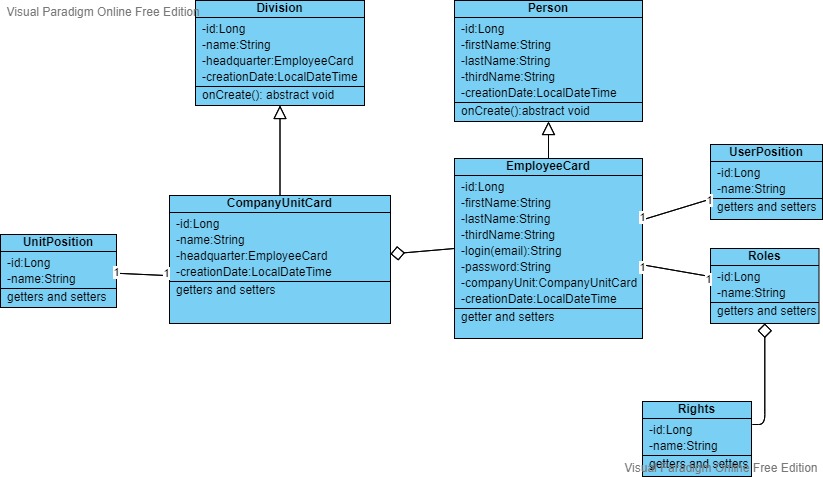 Visual Paradigm Online Free Edition
Division
-id:Long
-name:String
-headquarter:EmployeeCard
-creationDate:LocalDateTime
onCreate(): abstract void
Person
-id:Long
-firstName:String
-lastName:String
-thirdName:String
-creationDate:LocalDateTime
onCreate():abstract void
UnitPosition
-id:Long
-name:String
getters and setters
1
1
CompanyUnitCard
-id:Long
-name:String
-headquarter:EmployeeCard
-creationDate:LocalDateTime
getters and setters
EmployeeCard
-id:Long
-firstName:String
-lastName:String
-thirdName:String
-login(email):String
-password:String
-companyUnit:CompanyUnitCard
-creationDate:LocalDateTime
getter and setters
1
1
1
1
UserPosition
-id:Long
-name:String
getters and setters
Roles
-id:Long
-name:String
getters and setters
Rights
-id:Long
-name:String
getters and setters
Visual Paradigm Online Free Edition